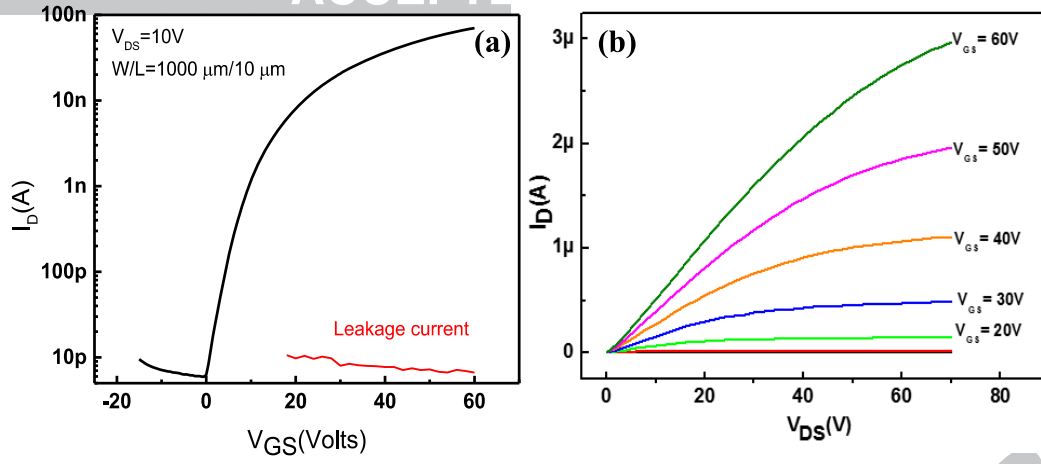 100n
10n
1n
100p
10p
I_D(A)
V_DS=10V
W/L=1000 µm/10 µm
(a)
Leakage current
-20 0 20 40 60
V_GS(Volts)
(b)
3µ
2µ
1µ
0
I_D(A)
V_GS = 60V
V_GS = 50V
V_GS = 40V
V_GS = 30V
V_GS = 20V
0 20 40 60 80
V_DS(V)